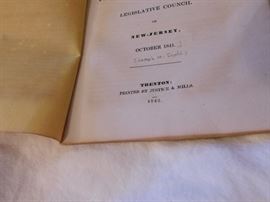 LEGISLATIVE COUNCIL
OF
NEW-JERSEY,
OCTOBER 1841.
TRENTON:
PRINTED BY JUSTICE & MILLS.
1842.